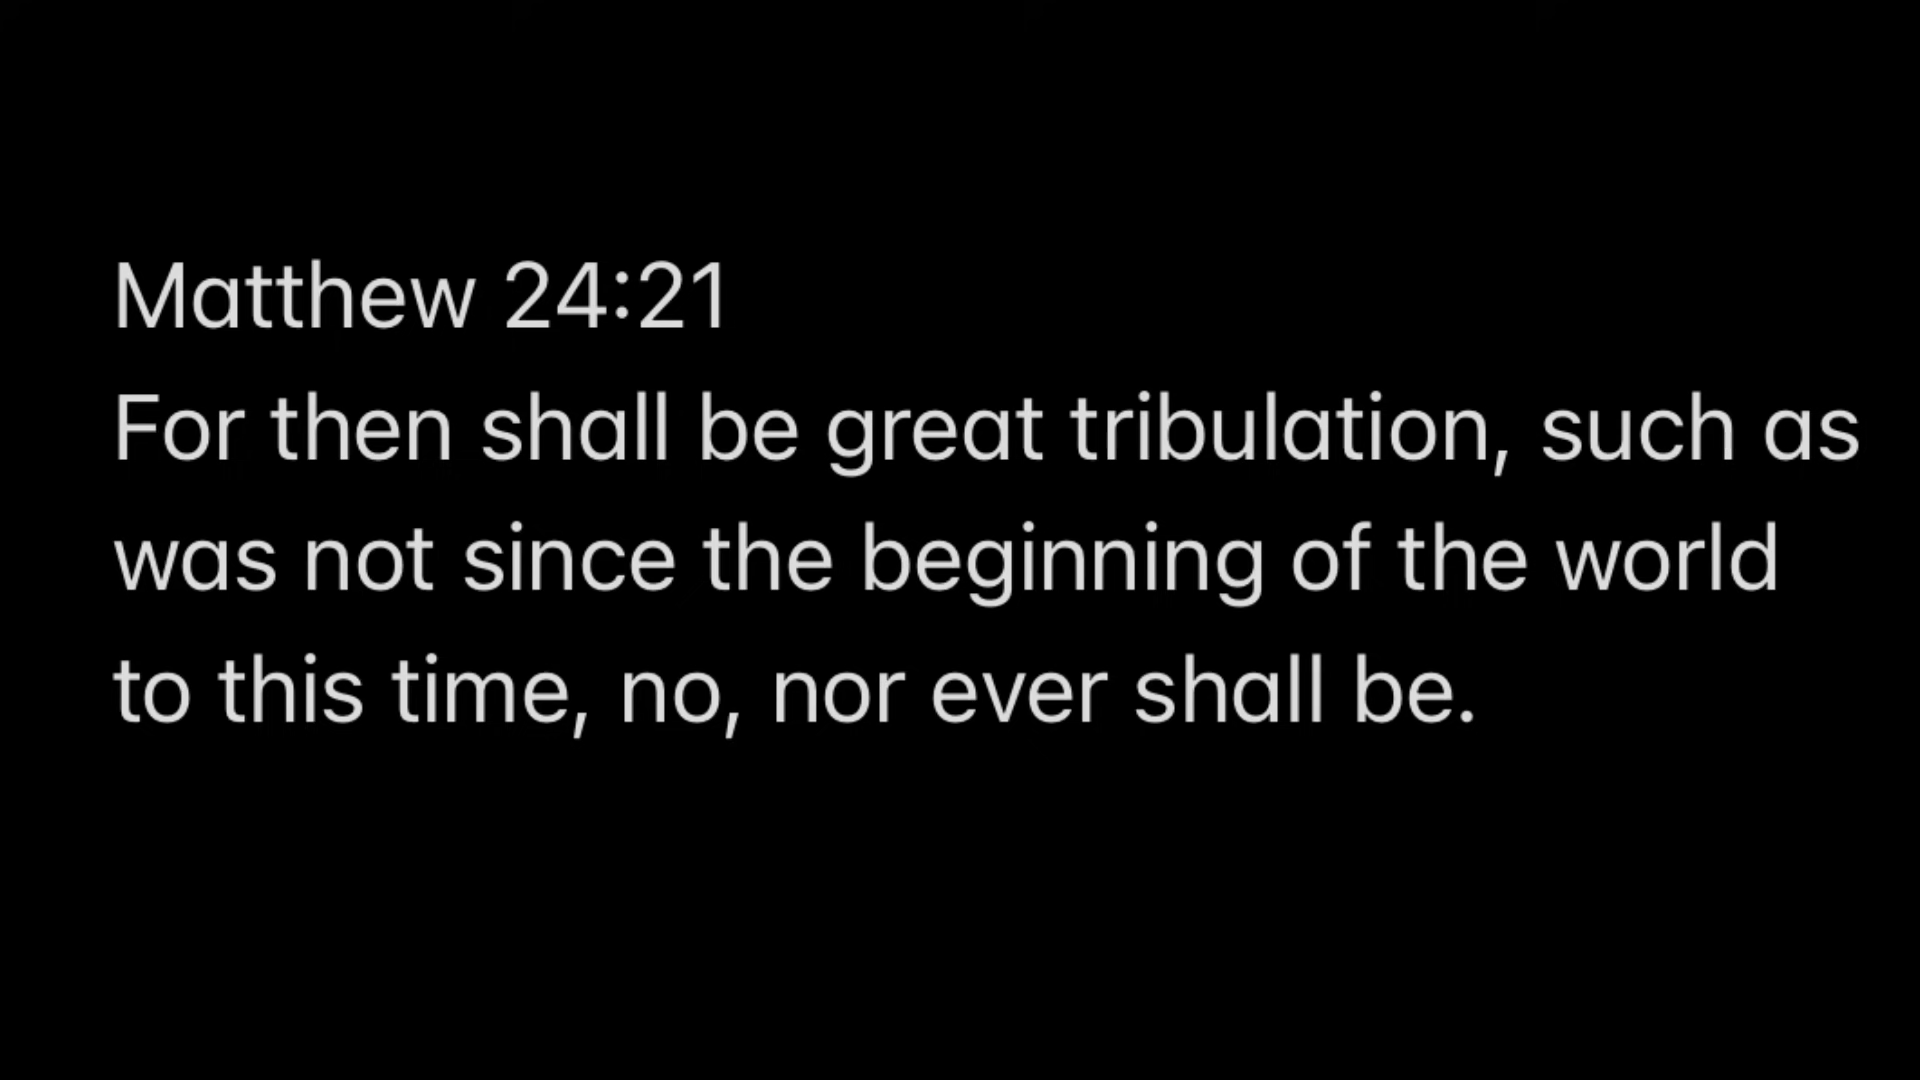 Matthew 24:21
For then shall be great tribulation, such as
was not since the beginning of the world
to this time, no, nor ever shall be.